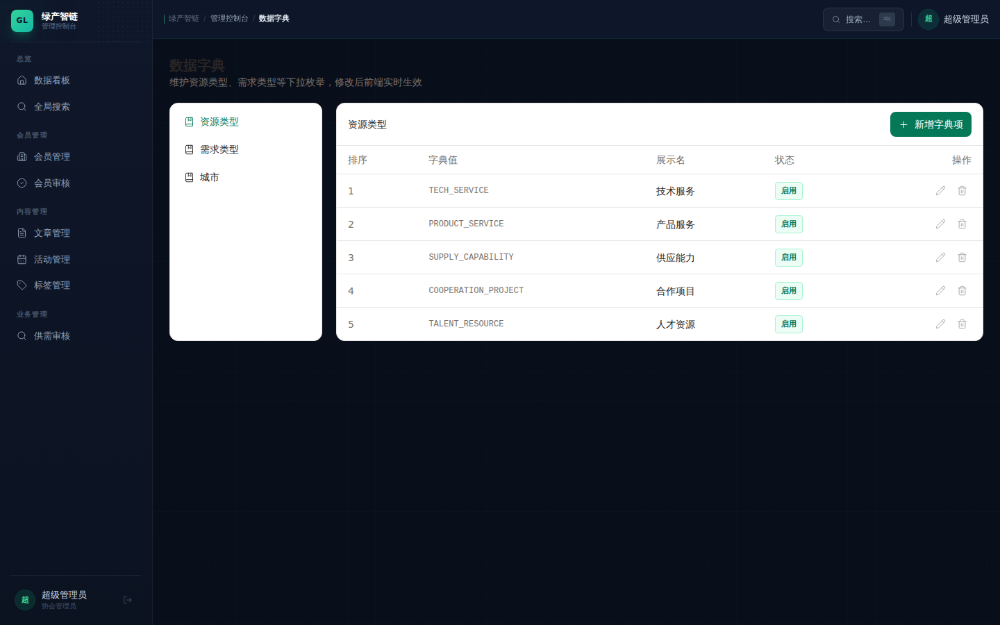 GL
绿产智链
管理控制台
总览
数据看板
全局搜索
会员管理
会员管理
会员审核
内容管理
文章管理
活动管理
标签管理
业务管理
供需审核
超
超级管理员
协会管理员
绿产智链 / 管理控制台 / 数据字典
搜索... ⌘K
超 超级管理员
数据字典
维护资源类型、需求类型等下拉枚举，修改后前端实时生效
资源类型
需求类型
城市
资源类型
新增字典项
排序 字典值 展示名 状态 操作
1 TECH_SERVICE 技术服务 启用
2 PRODUCT_SERVICE 产品服务 启用
3 SUPPLY_CAPABILITY 供应能力 启用
4 COOPERATION_PROJECT 合作项目 启用
5 TALENT_RESOURCE 人才资源 启用